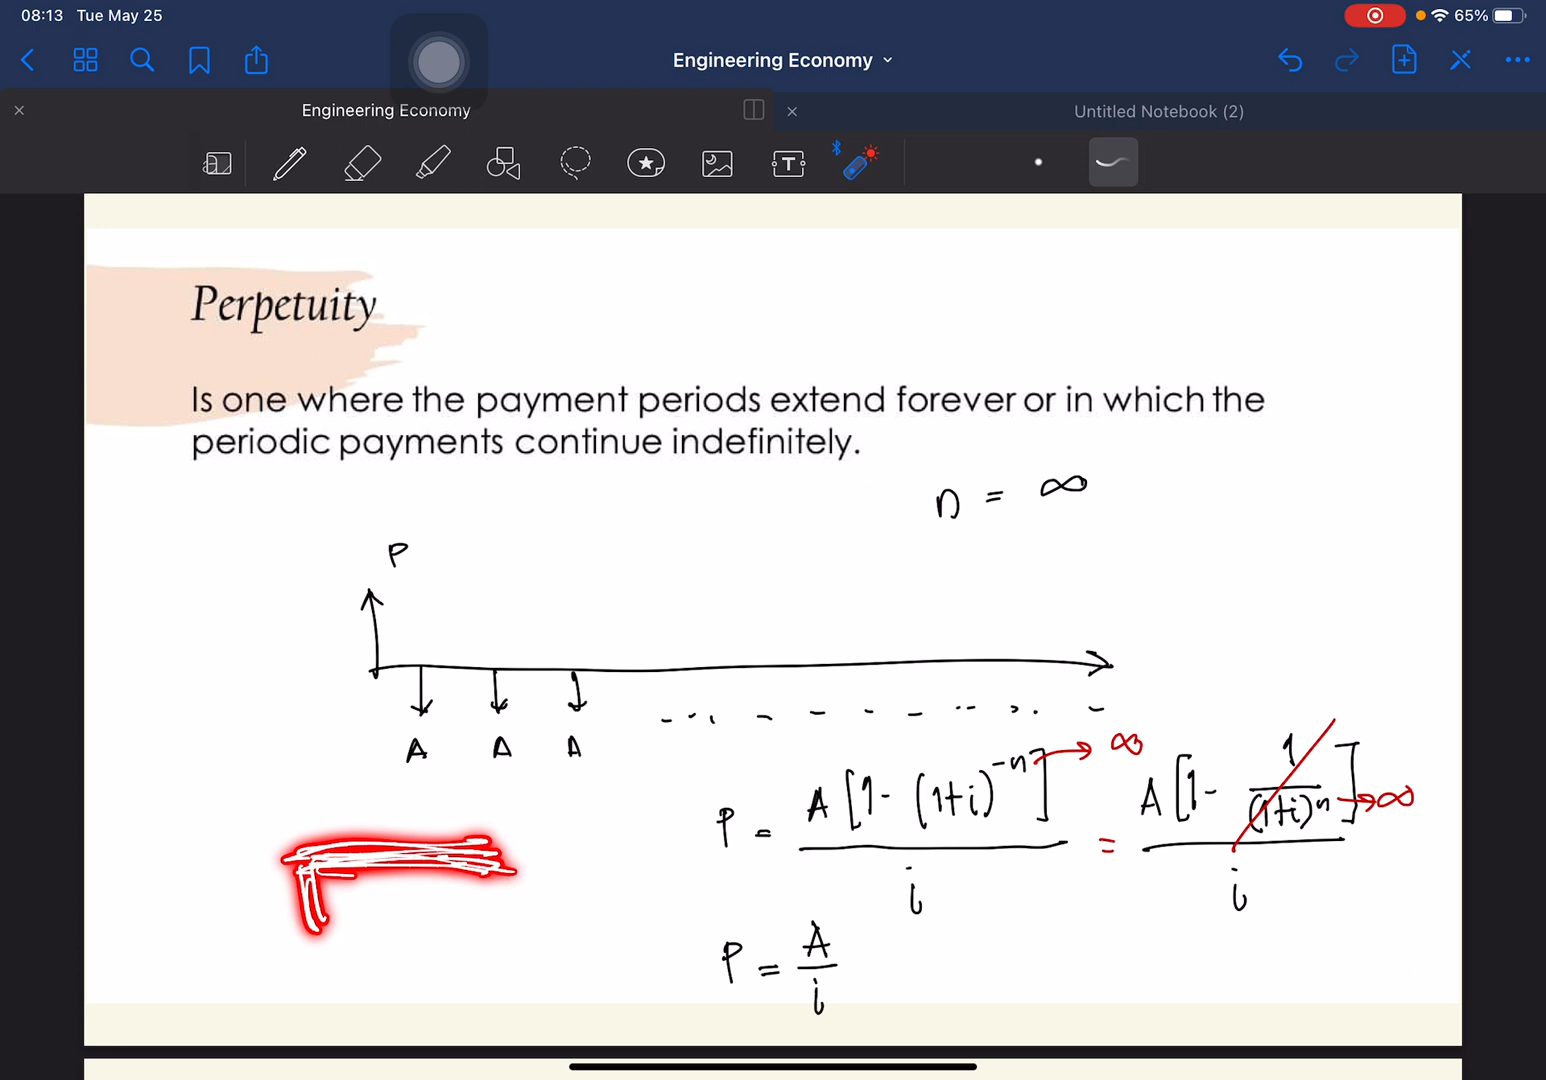 08:13 Tue May 25
65%
Engineering Economy
Engineering Economy
Untitled Notebook (2)
T
Perpetuity
Is one where the payment periods extend forever or in which the
periodic payments continue indefinitely.
n = ∞
P
A A A
P = A[1-(1+i)^-n] / i → ∞ = A[1- 1/(1+i)^n] / i → ∞
P = A/i